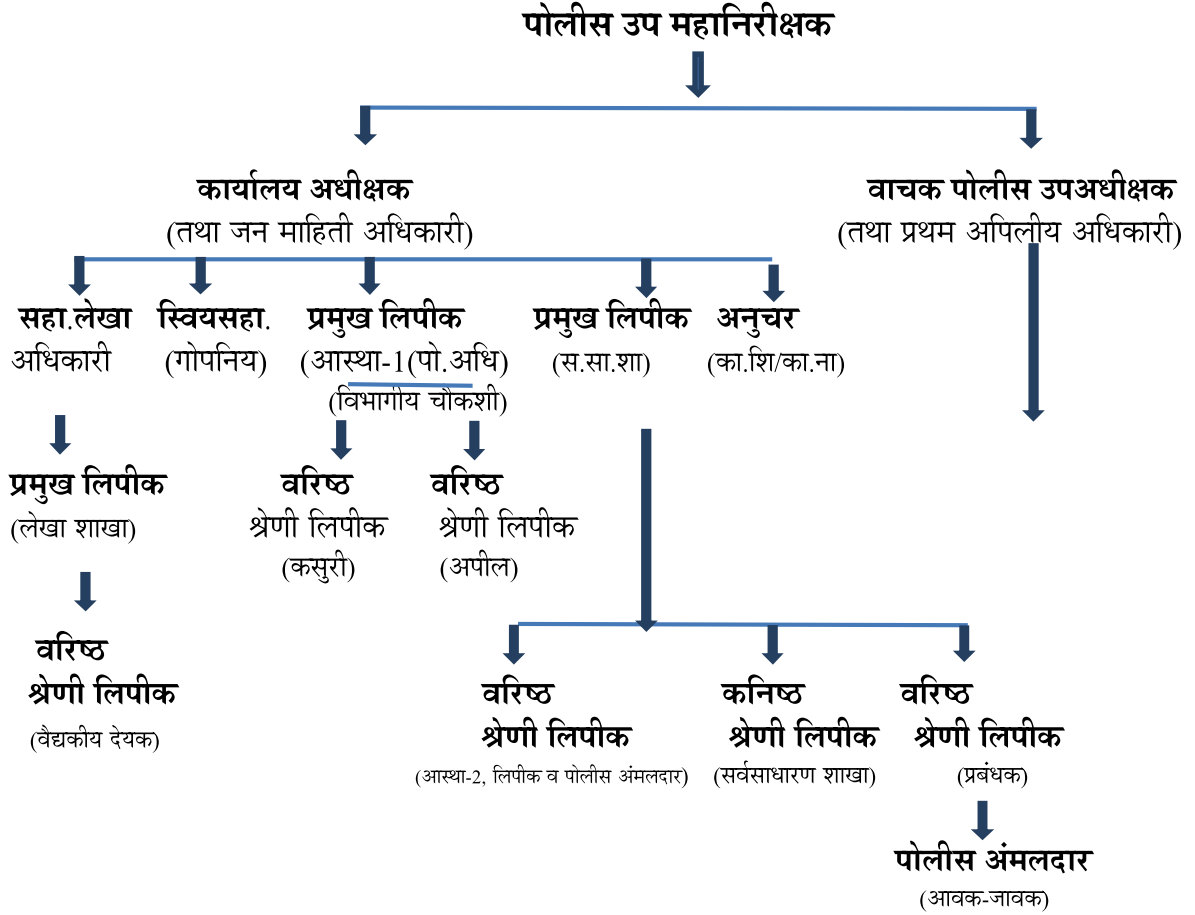 पोलीस उप महानिरीक्षक
कार्यालय अधीक्षक
(तथा जन माहिती अधिकारी)
वाचक पोलीस उपअधीक्षक
(तथा प्रथम अपिलीय अधिकारी)
सहा.लेखा
अधिकारी
स्वियसहा.
(गोपनिय)
प्रमुख लिपीक
(आस्था-1(पो.अधि)
(विभागीय चौकशी)
प्रमुख लिपीक
(स.सा.शा)
अनुचर
(का.शि/का.ना)
प्रमुख लिपीक
(लेखा शाखा)
वरिष्ठ
श्रेणी लिपीक
(कसुरी)
वरिष्ठ
श्रेणी लिपीक
(अपील)
वरिष्ठ
श्रेणी लिपीक
(वैद्यकीय देयक)
वरिष्ठ
श्रेणी लिपीक
(आस्था-2, लिपीक व पोलीस अंमलदार)
कनिष्ठ
श्रेणी लिपीक
(सर्वसाधारण शाखा)
वरिष्ठ
श्रेणी लिपीक
(प्रबंधक)
पोलीस अंमलदार
(आवक-जावक)